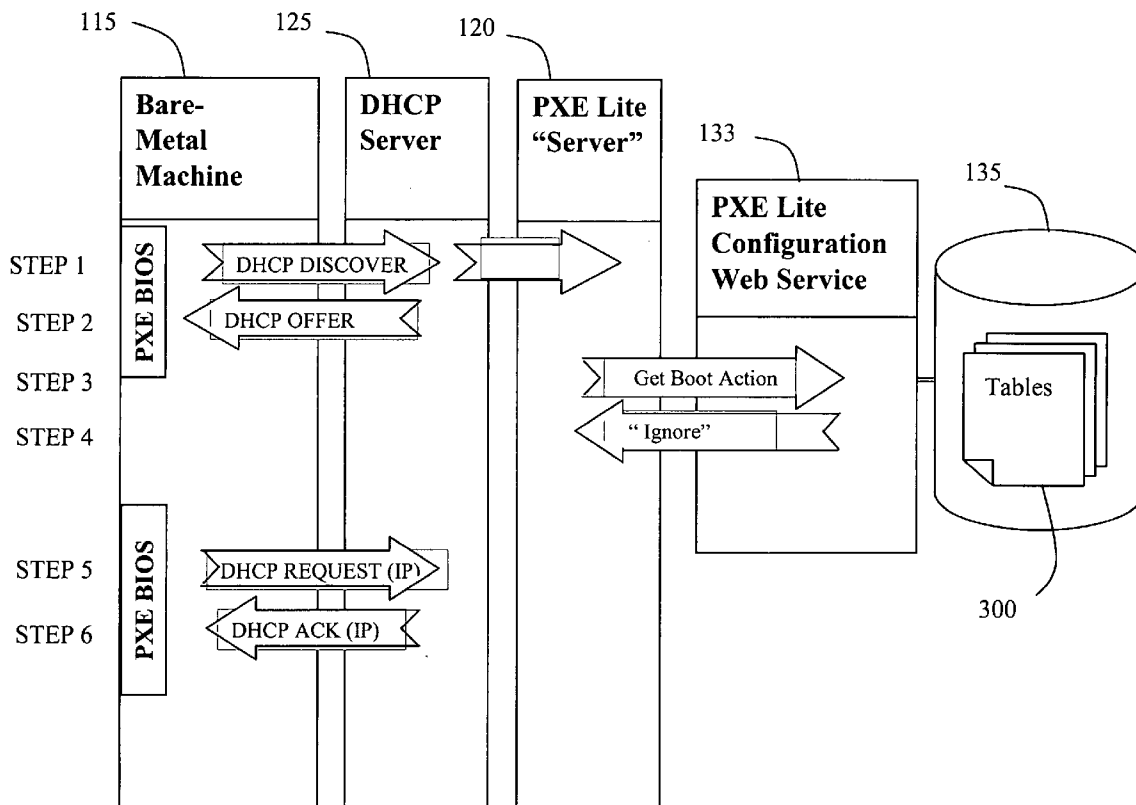 115
125
120
133
135
Bare-
Metal
Machine
DHCP
Server
PXE Lite
“Server”
PXE Lite
Configuration
Web Service
STEP 1
DHCP DISCOVER
STEP 2
DHCP OFFER
PXE BIOS
STEP 3
Get Boot Action
Tables
STEP 4
“ Ignore”
STEP 5
DHCP REQUEST (IP)
STEP 6
DHCP ACK (IP)
PXE BIOS
300